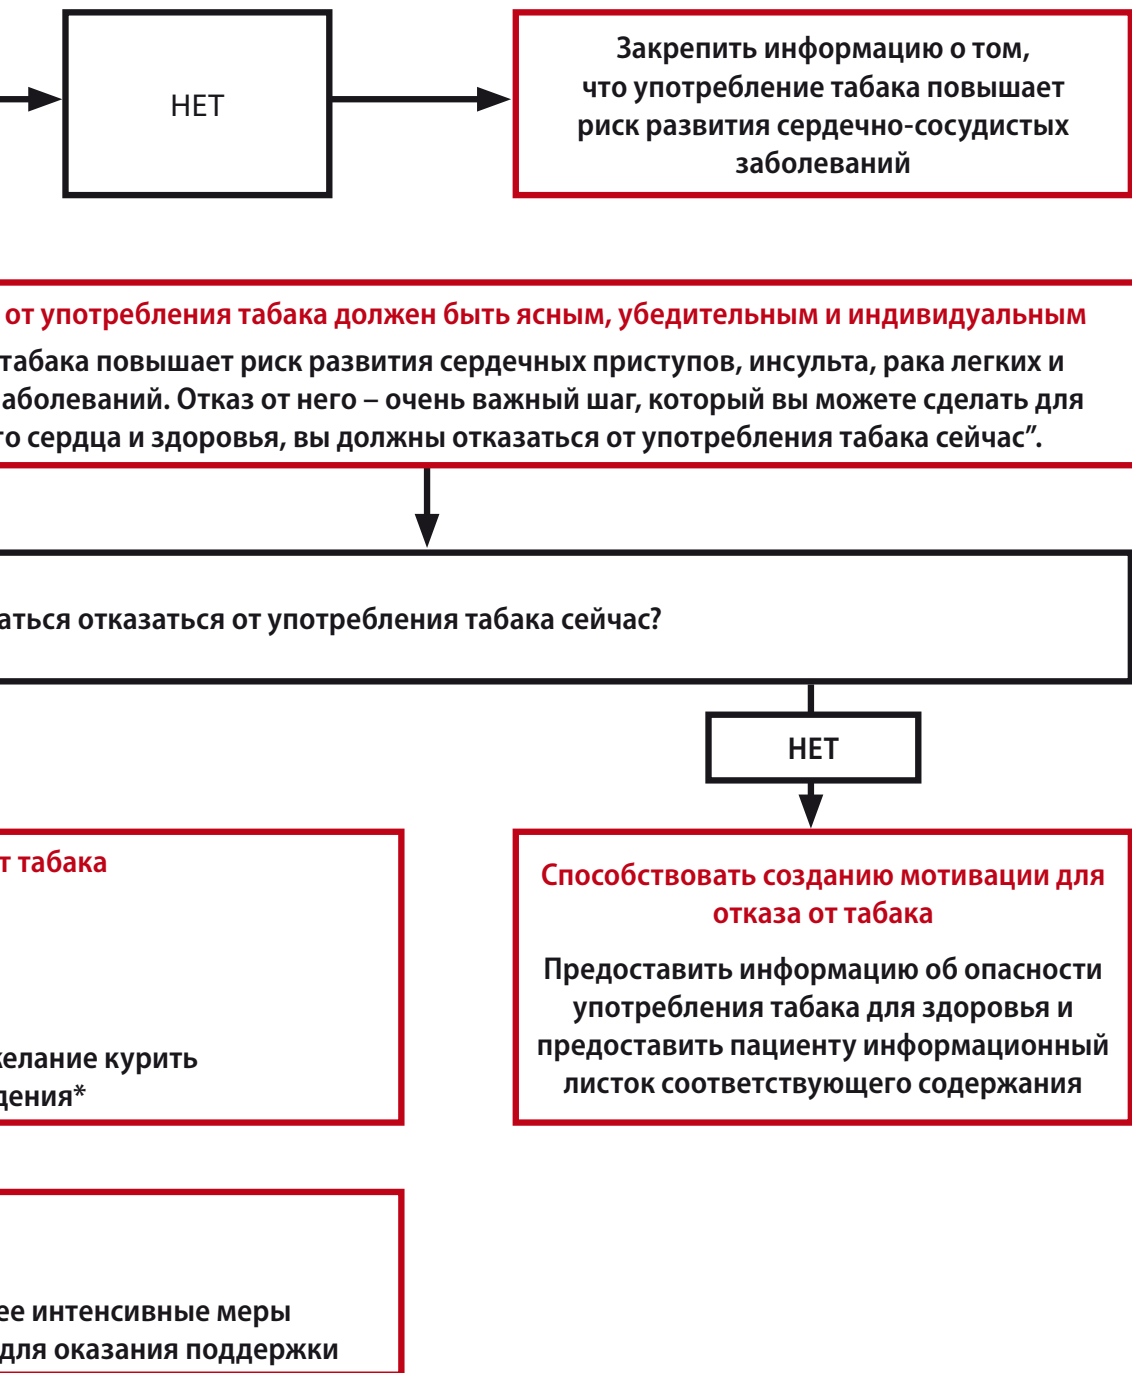 НЕТ
Закрепить информацию о том,
что употребление табака повышает
риск развития сердечно-сосудистых
заболеваний
от употребления табака должен быть ясным, убедительным и индивидуальным
табака повышает риск развития сердечных приступов, инсульта, рака легких и
аболеваний. Отказ от него – очень важный шаг, который вы можете сделать для
го сердца и здоровья, вы должны отказаться от употребления табака сейчас”.
аться отказаться от употребления табака сейчас?
НЕТ
т табака
желание курить
дения*
Способствовать созданию мотивации для
отказа от табака
Предоставить информацию об опасности
употребления табака для здоровья и
предоставить пациенту информационный
листок соответствующего содержания
ее интенсивные меры
для оказания поддержки